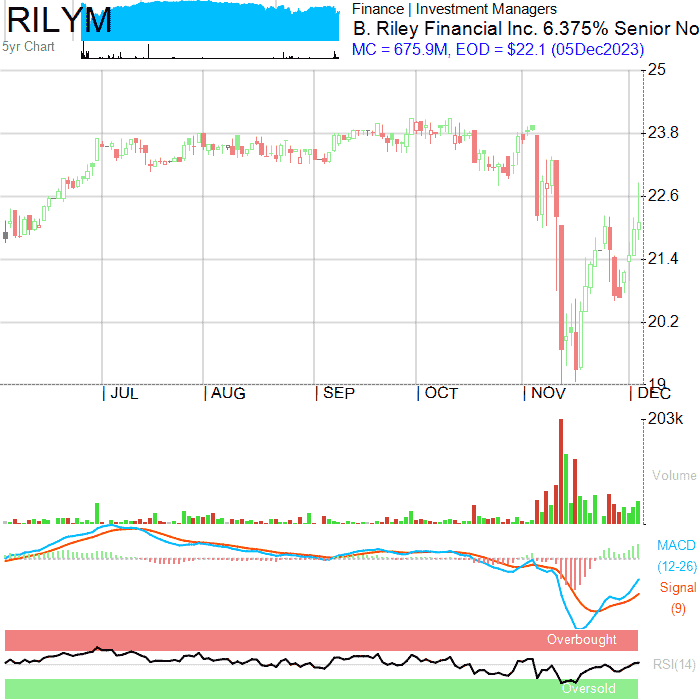 RILYM
5yr Chart
Finance | Investment Managers
B. Riley Financial Inc. 6.375% Senior No
MC = 675.9M, EOD = $22.1 (05Dec2023)
25
23.8
22.6
21.4
20.2
19
JUL
AUG
SEP
OCT
NOV
DEC
203k
Volume
MACD
(12-26)
Signal
(9)
Overbought
RSI(14)
Oversold